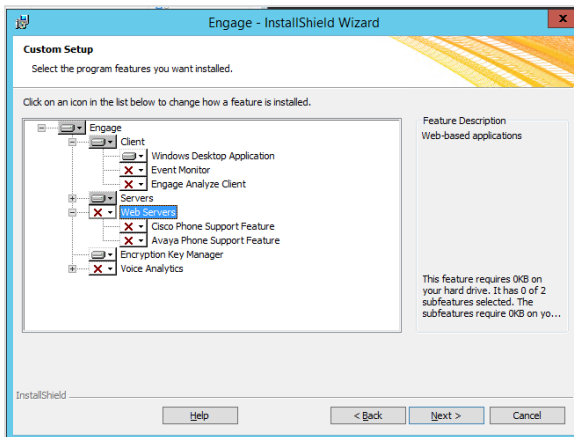 Engage - InstallShield Wizard
x
Custom Setup
Select the program features you want installed.
Click on an icon in the list below to change how a feature is installed.
Engage
Client
Windows Desktop Application
Event Monitor
Engage Analyze Client
Servers
Web Servers
Cisco Phone Support Feature
Avaya Phone Support Feature
Encryption Key Manager
Voice Analytics
Feature Description
Web-based applications
This feature requires 0KB on
your hard drive. It has 0 of 2
subfeatures selected. The
subfeatures require 0KB on yo...
InstallShield
Help
< Back
Next >
Cancel